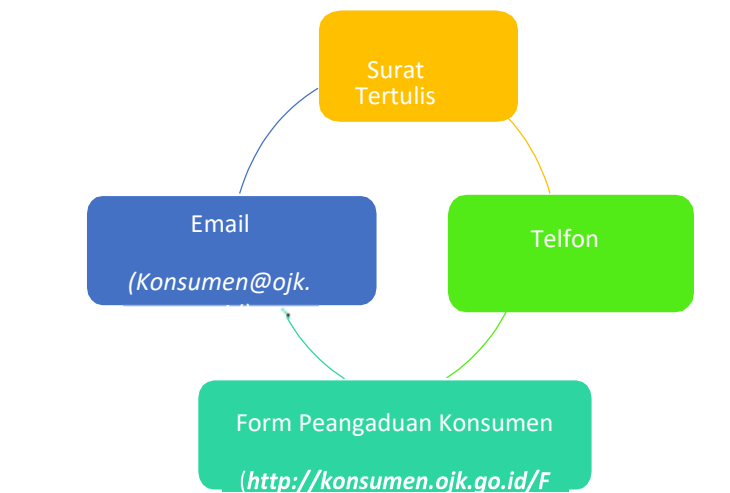 Surat
Tertulis
Email
(Konsumen@ojk.
Telfon
Form Peangaduan Konsumen
(http://konsumen.ojk.go.id/F